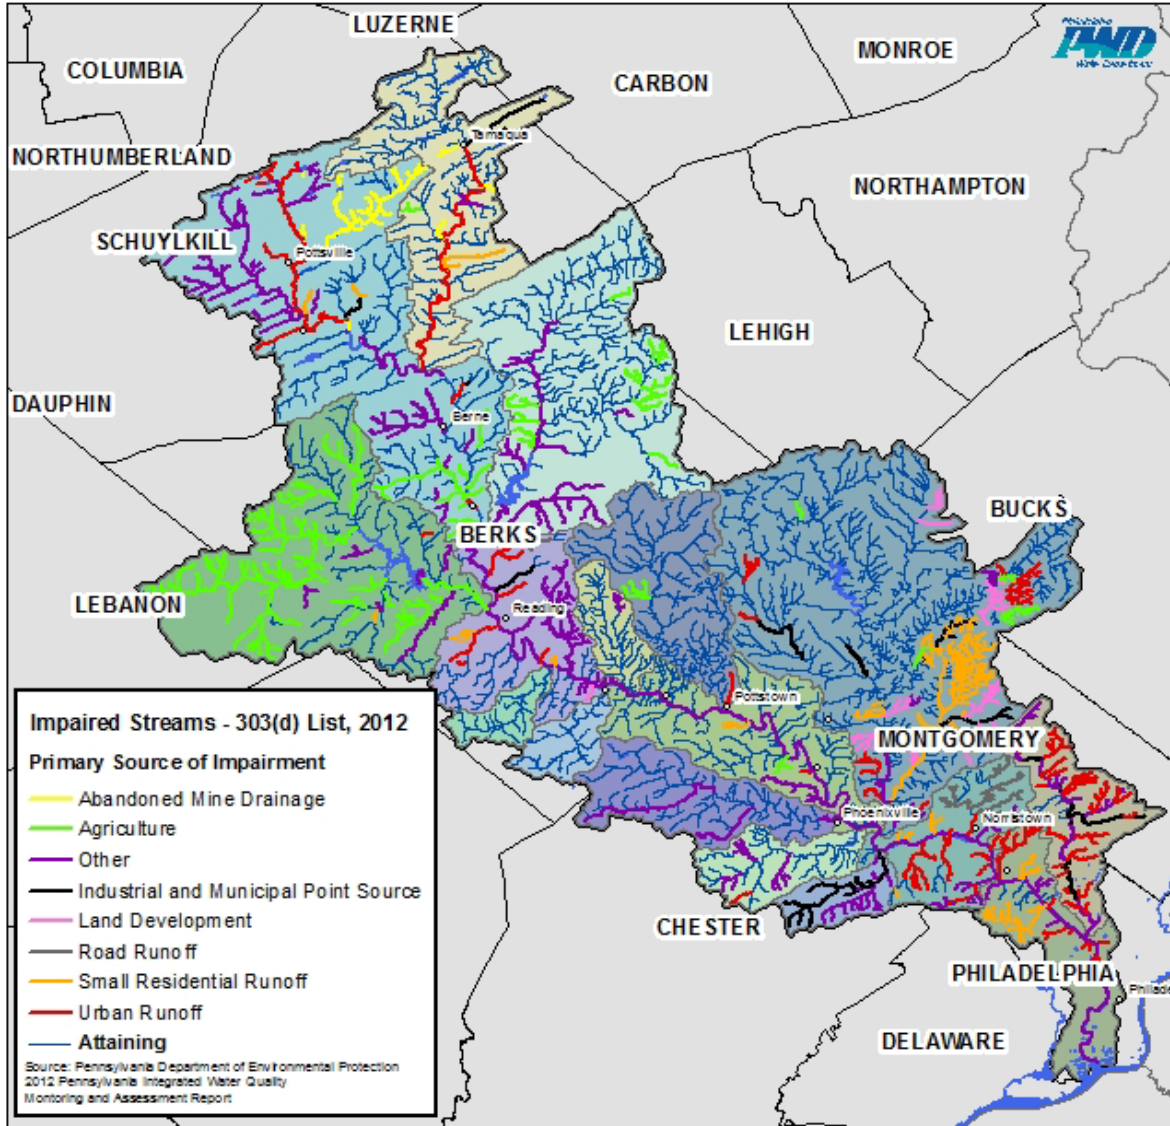 LUZERNE
MONROE
Philadelphia
PWD
COLUMBIA
CARBON
Tamaqua
NORTHUMBERLAND
NORTHAMPTON
SCHUYLKILL
Pottsville
LEHIGH
DAUPHIN
Berne
BUCKS
BERKS
LEBANON
Reading
Pottstown
MONTGOMERY
Phoenixville
Norristown
CHESTER
PHILADELPHIA
Philade
DELAWARE
Impaired Streams - 303(d) List, 2012
Primary Source of Impairment
Abandoned Mine Drainage
Agriculture
Other
Industrial and Municipal Point Source
Land Development
Road Runoff
Small Residential Runoff
Urban Runoff
Attaining
Source: Pennsylvania Department of Environmental Protection
2012 Pennsylvania Integrated Water Quality
Monitoring and Assessment Report